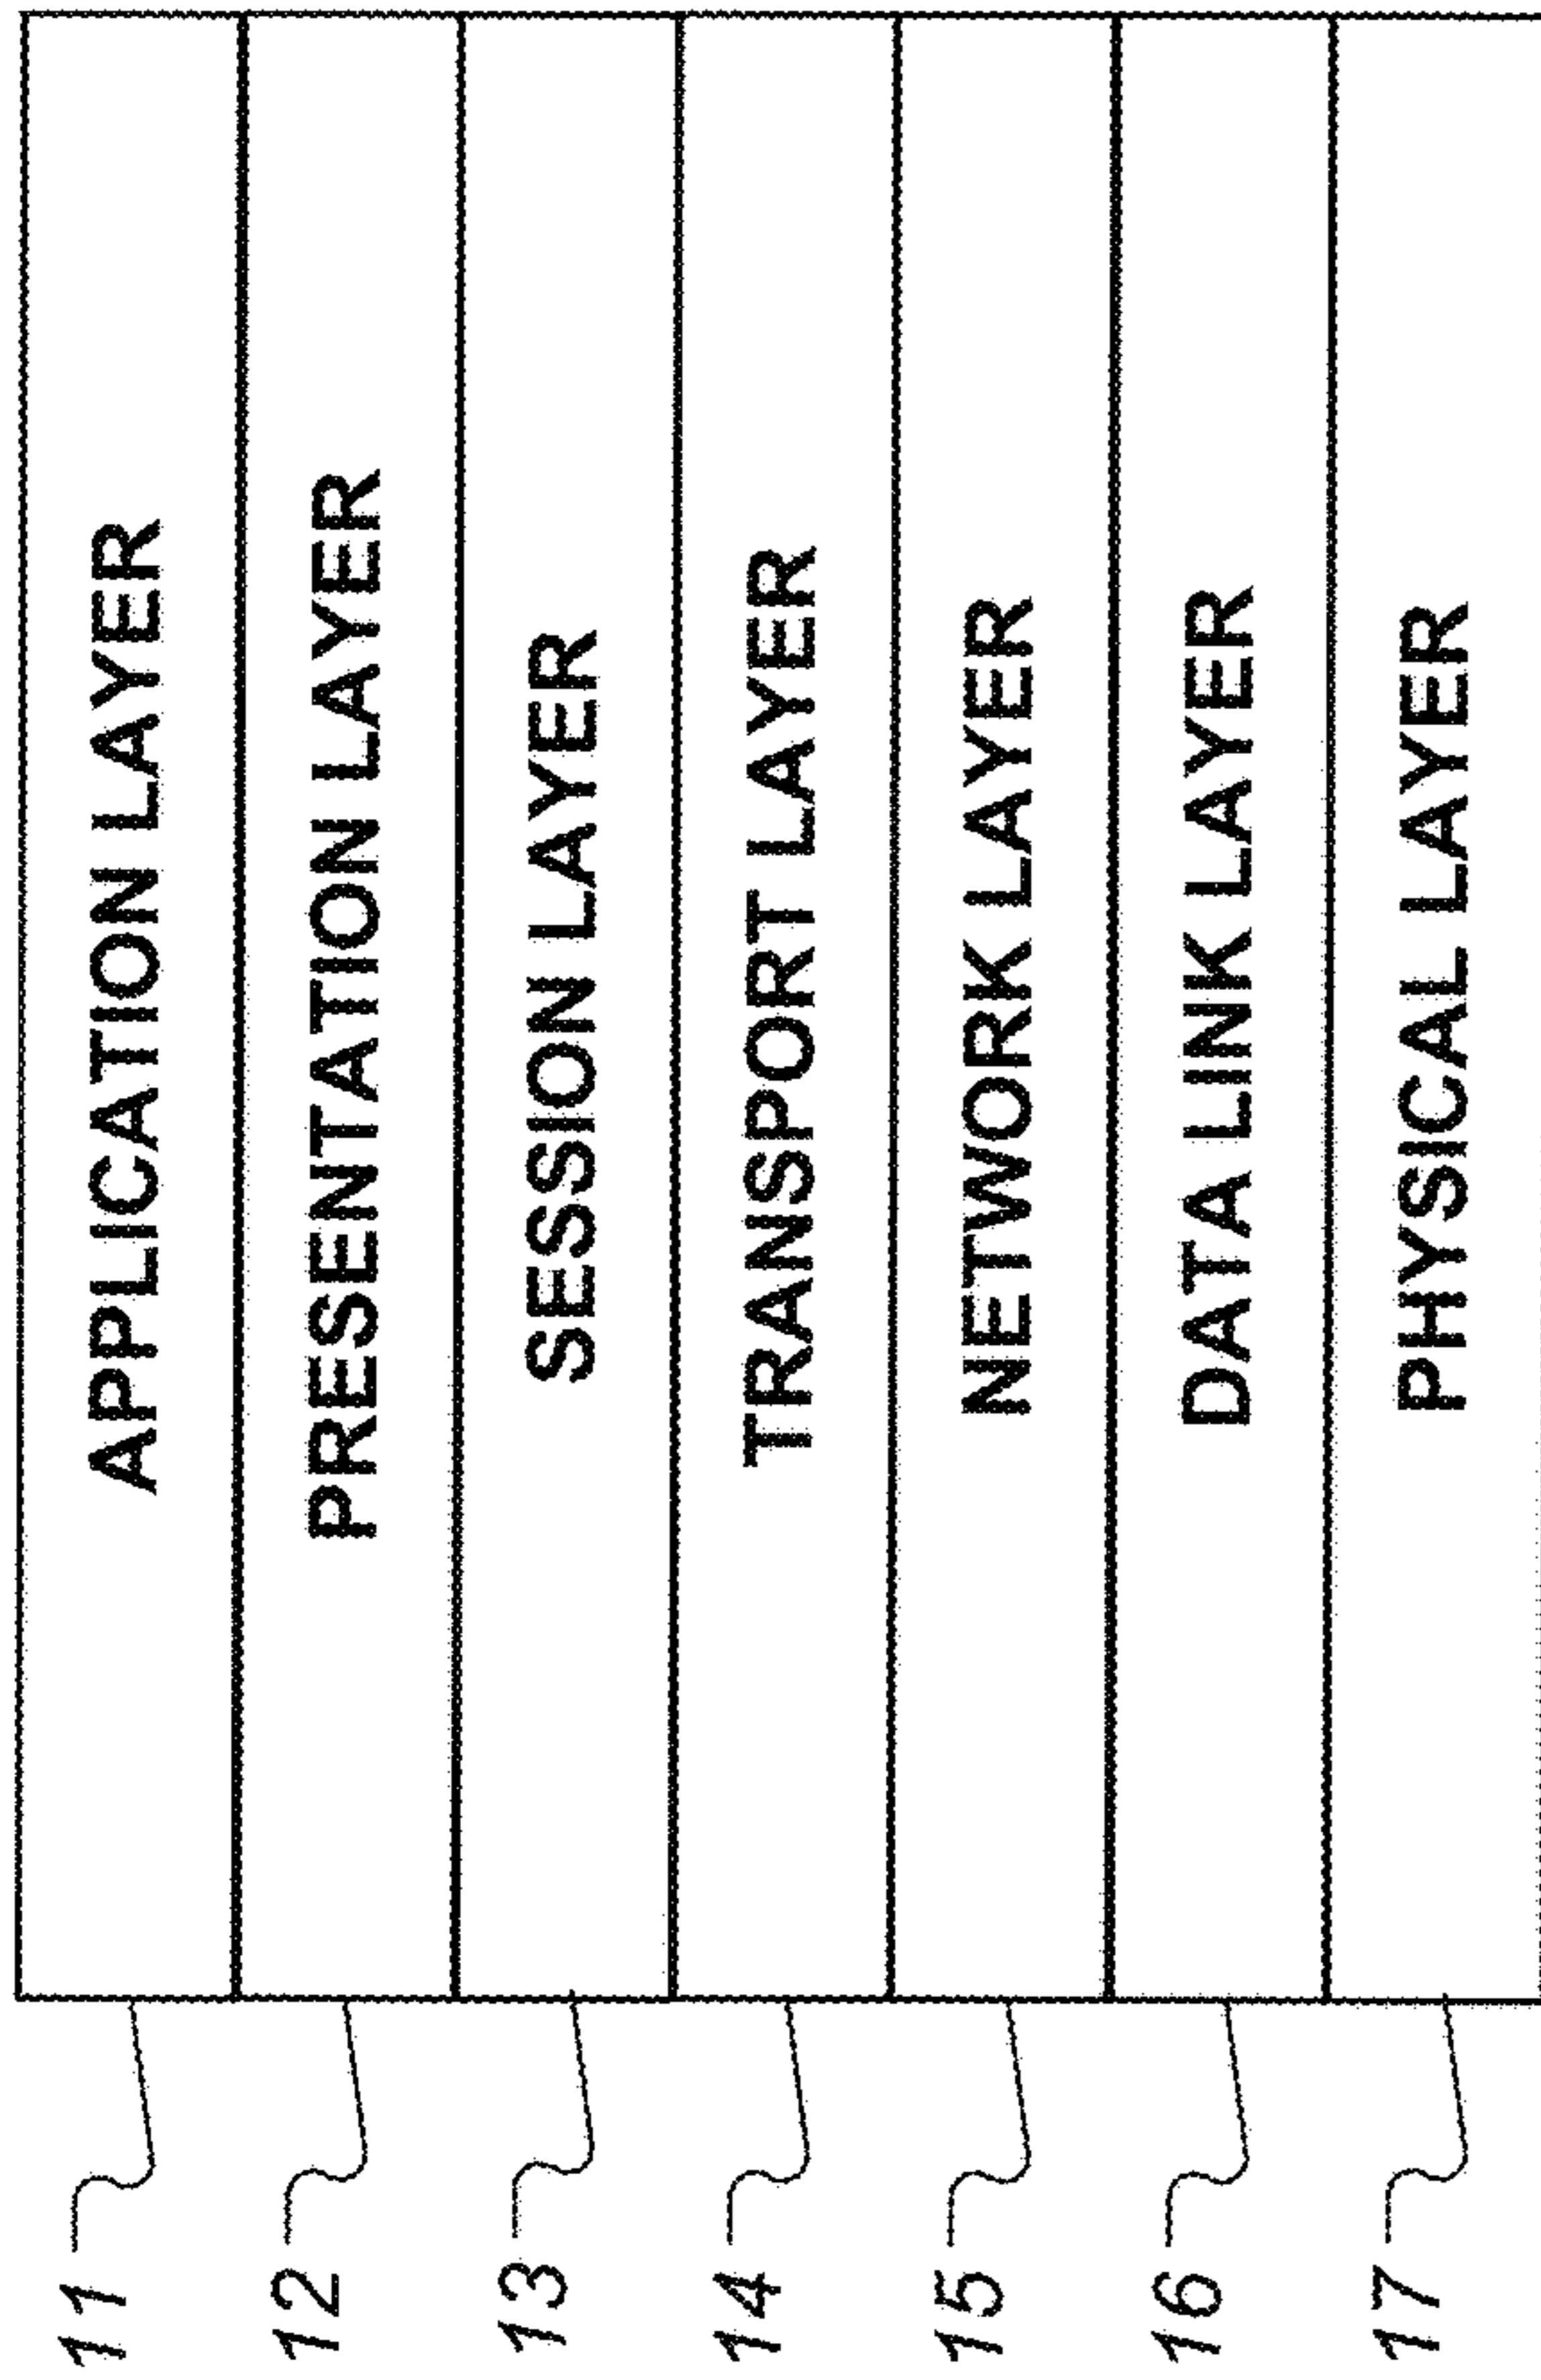 11 APPLICATION LAYER
12 PRESENTATION LAYER
13 SESSION LAYER
14 TRANSPORT LAYER
15 NETWORK LAYER
16 DATA LINK LAYER
17 PHYSICAL LAYER